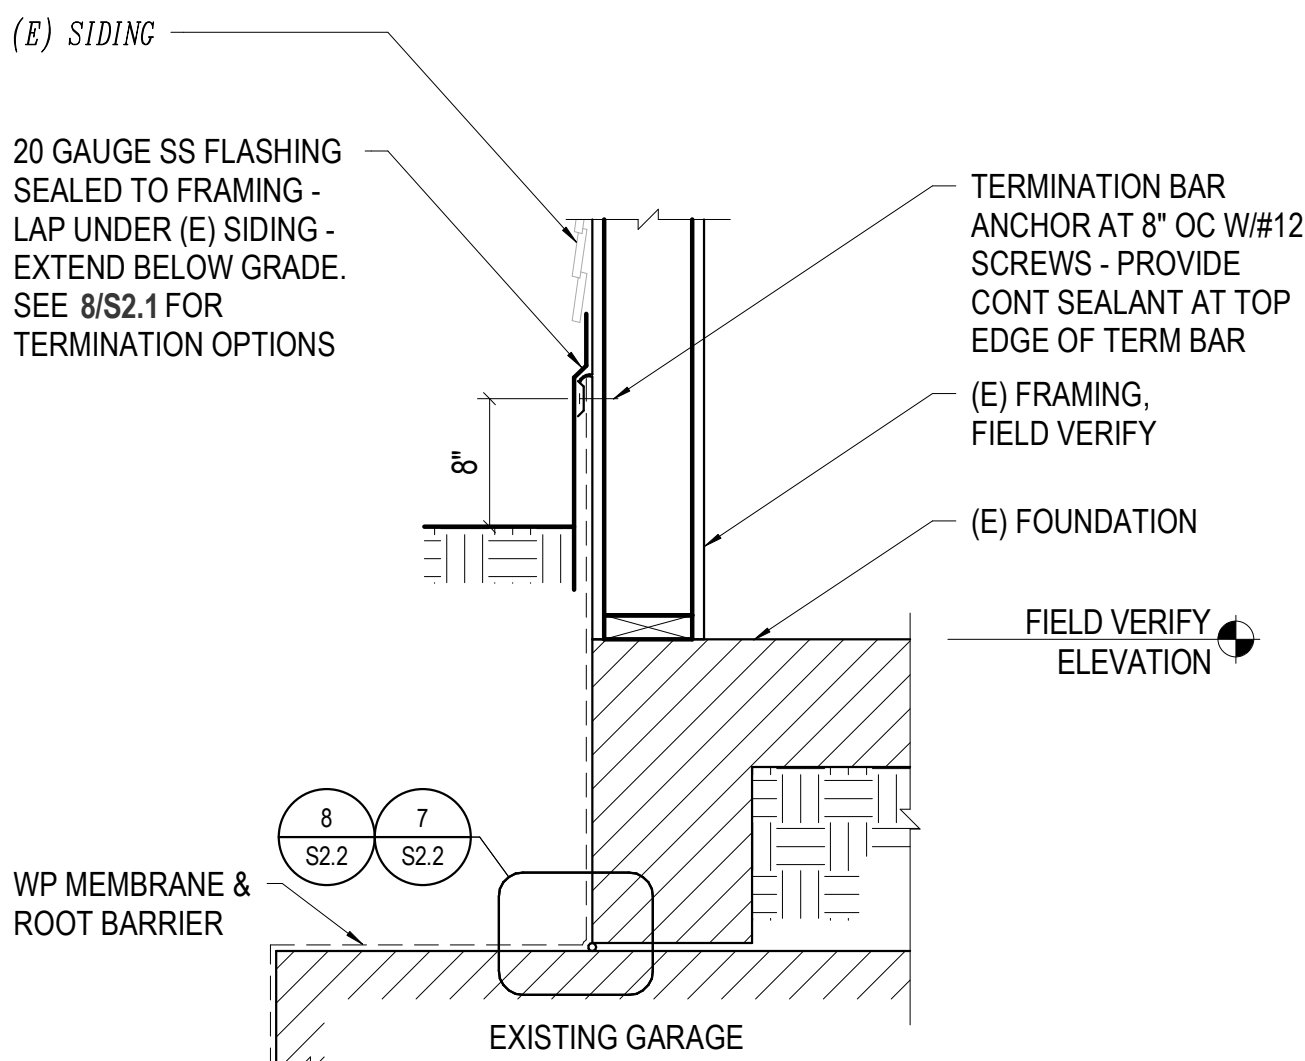 (E) SIDING
20 GAUGE SS FLASHING
SEALED TO FRAMING -
LAP UNDER (E) SIDING -
EXTEND BELOW GRADE.
SEE 8/S2.1 FOR
TERMINATION OPTIONS
TERMINATION BAR
ANCHOR AT 8" OC W/#12
SCREWS - PROVIDE
CONT SEALANT AT TOP
EDGE OF TERM BAR
(E) FRAMING,
FIELD VERIFY
8"
(E) FOUNDATION
FIELD VERIFY
ELEVATION
8
S2.2
7
S2.2
WP MEMBRANE &
ROOT BARRIER
EXISTING GARAGE